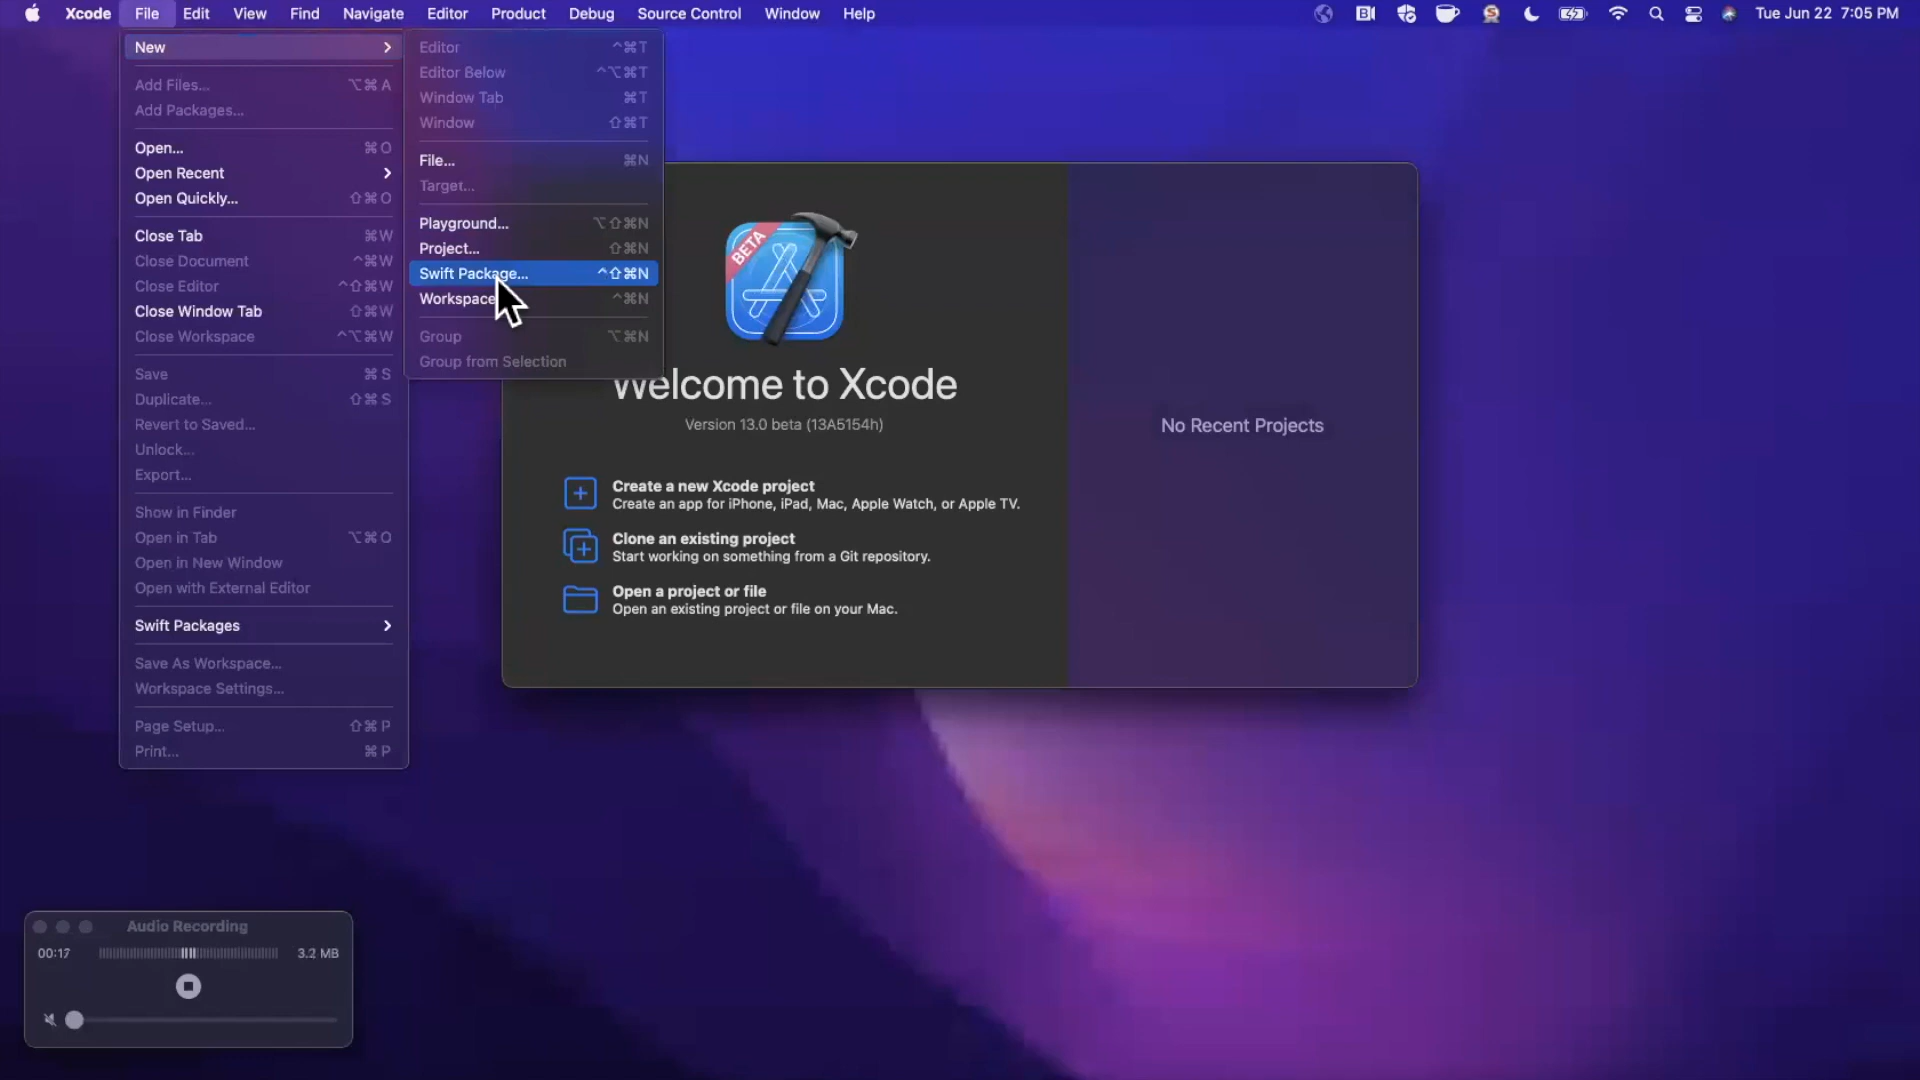 Xcode File Edit View Find Navigate Editor Product Debug Source Control Window Help Tue Jun 22 7:05 PM
New
Add Files... ⌥⌘A
Add Packages...
Open... ⌘O
Open Recent
Open Quickly... ⇧⌘O
Close Tab ⌘W
Close Document ^⌘W
Close Editor ^⇧⌘W
Close Window Tab ⇧⌘W
Close Workspace ^⌥⌘W
Save ⌘S
Duplicate... ⇧⌘S
Revert to Saved...
Unlock...
Export...
Show in Finder
Open in Tab ⌥⌘O
Open in New Window
Open with External Editor
Swift Packages
Save As Workspace...
Workspace Settings...
Page Setup... ⇧⌘P
Print... ⌘P
Editor ^⌘T
Editor Below ^⌥⌘T
Window Tab ⌘T
Window ⇧⌘T
File... ⌘N
Target...
Playground... ⌥⇧⌘N
Project... ⇧⌘N
Swift Package... ^⇧⌘N
Workspace ^⌘N
Group ⌥⌘N
Group from Selection
BETA
Welcome to Xcode
Version 13.0 beta (13A5154h)
Create a new Xcode project
Create an app for iPhone, iPad, Mac, Apple Watch, or Apple TV.
Clone an existing project
Start working on something from a Git repository.
Open a project or file
Open an existing project or file on your Mac.
No Recent Projects
Audio Recording
00:17 3.2 MB